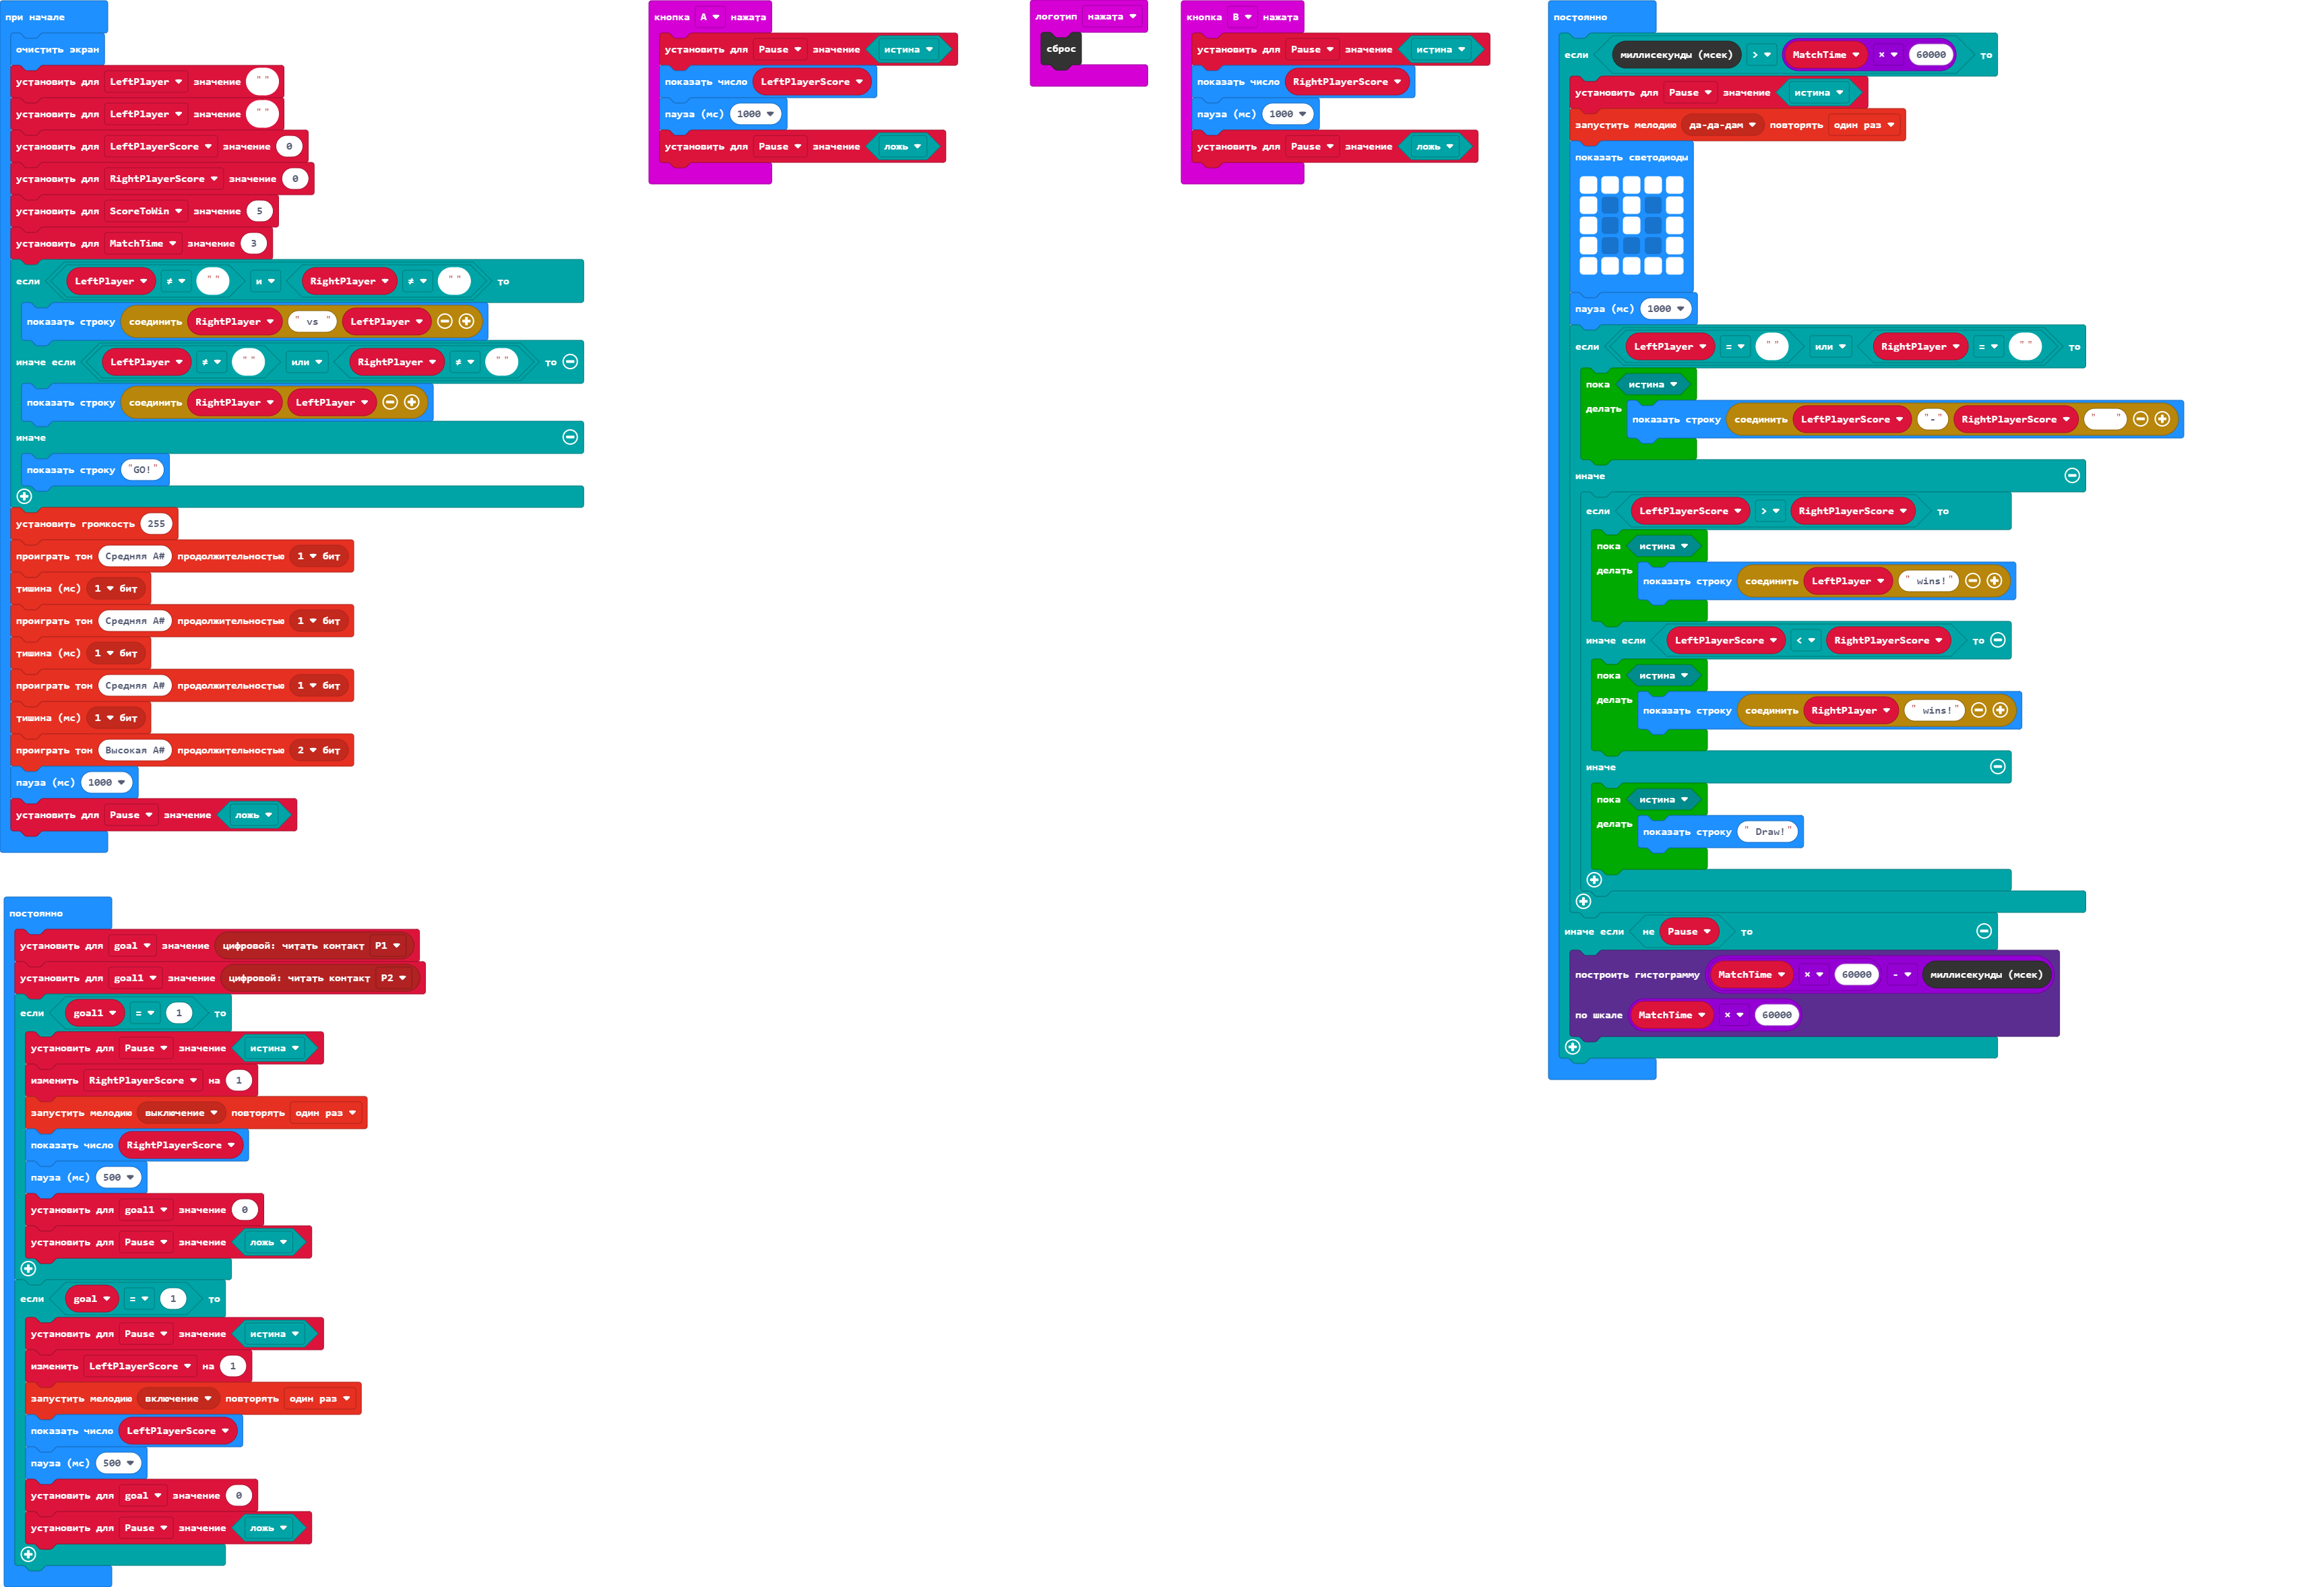 при начале
очистить экран
установить для LeftPlayer значение " "
установить для LeftPlayer значение " "
установить для LeftPlayerScore значение 0
установить для RightPlayerScore значение 0
установить для ScoreToWin значение 5
установить для MatchTime значение 3
если LeftPlayer ≠ " " и RightPlayer ≠ " " то
показать строку соединить RightPlayer " vs " LeftPlayer
иначе если LeftPlayer ≠ " " или RightPlayer ≠ " " то
показать строку соединить RightPlayer LeftPlayer
иначе
показать строку "GO!"
установить громкость 255
проиграть тон Средняя A# продолжительностью 1 бит
тишина (мс) 1 бит
проиграть тон Средняя A# продолжительностью 1 бит
тишина (мс) 1 бит
проиграть тон Средняя A# продолжительностью 1 бит
тишина (мс) 1 бит
проиграть тон Высокая A# продолжительностью 2 бит
пауза (мс) 1000
установить для Pause значение ложь
кнопка A нажата
установить для Pause значение истина
показать число LeftPlayerScore
пауза (мс) 1000
установить для Pause значение ложь
логотип нажата
сброс
кнопка B нажата
установить для Pause значение истина
показать число RightPlayerScore
пауза (мс) 1000
установить для Pause значение ложь
постоянно
если миллисекунды (мсек) > MatchTime × 60000 то
установить для Pause значение истина
запустить мелодию да-да-дам повторять один раз
показать светодиоды
пауза (мс) 1000
если LeftPlayer = " " или RightPlayer = " " то
пока истина
делать показать строку соединить LeftPlayerScore "-" RightPlayerScore "   "
иначе
если LeftPlayerScore > RightPlayerScore то
пока истина
делать показать строку соединить LeftPlayer " wins!"
иначе если LeftPlayerScore < RightPlayerScore то
пока истина
делать показать строку соединить RightPlayer " wins!"
иначе
пока истина
делать показать строку " Draw!"
иначе если не Pause то
построить гистограмму MatchTime × 60000 - миллисекунды (мсек)
по шкале MatchTime × 60000
постоянно
установить для goal значение цифровой: читать контакт P1
установить для goal1 значение цифровой: читать контакт P2
если goal1 = 1 то
установить для Pause значение истина
изменить RightPlayerScore на 1
запустить мелодию выключение повторять один раз
показать число RightPlayerScore
пауза (мс) 500
установить для goal1 значение 0
установить для Pause значение ложь
если goal = 1 то
установить для Pause значение истина
изменить LeftPlayerScore на 1
запустить мелодию включение повторять один раз
показать число LeftPlayerScore
пауза (мс) 500
установить для goal значение 0
установить для Pause значение ложь